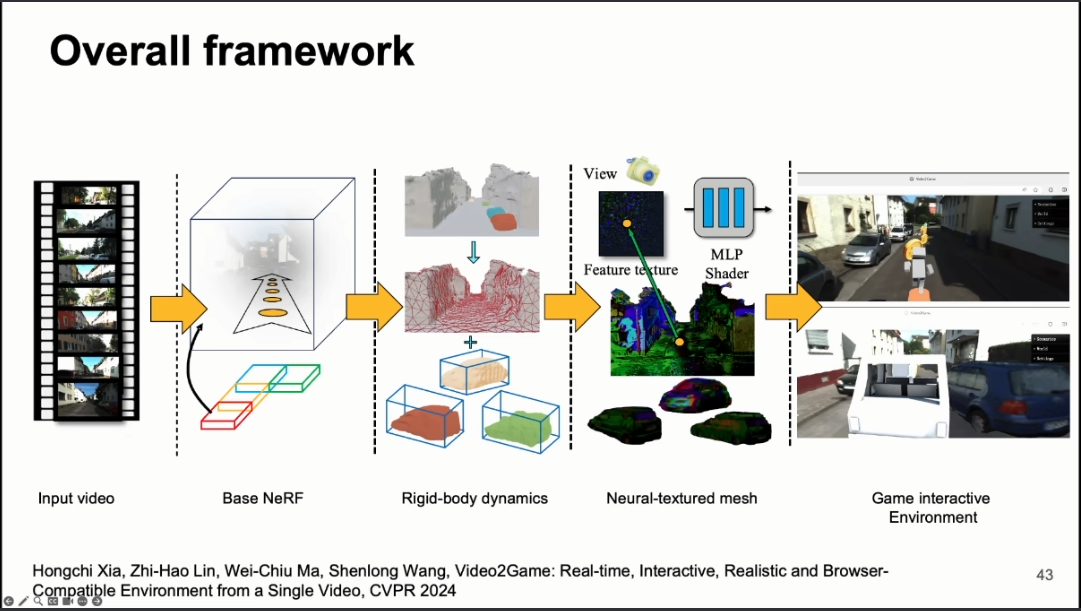 Overall framework
View
Feature texture
MLP
Shader
Input video
Base NeRF
Rigid-body dynamics
Neural-textured mesh
Game interactive
Environment
Hongchi Xia, Zhi-Hao Lin, Wei-Chiu Ma, Shenlong Wang, Video2Game: Real-time, Interactive, Realistic and Browser-
Compatible Environment from a Single Video, CVPR 2024
43